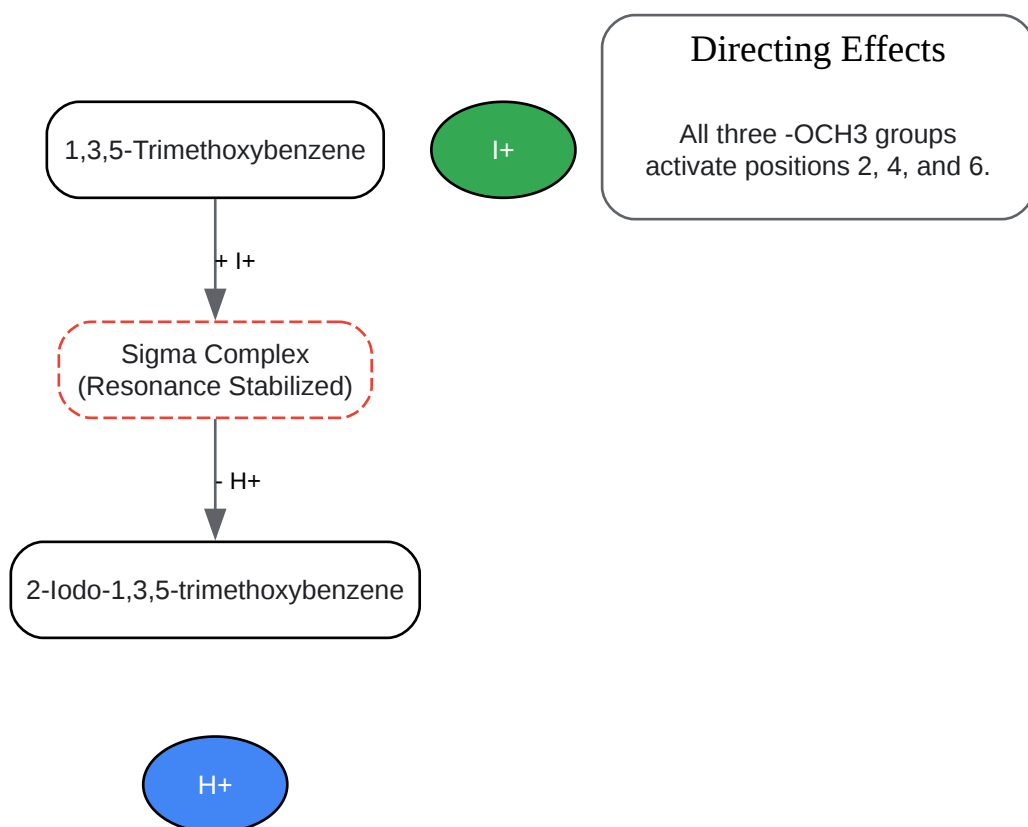 Directing Effects
1,3,5-Trimethoxybenzene
I+
All three -OCH3 groups
activate positions 2, 4, and 6.
+ I+
Sigma Complex
(Resonance Stabilized)
- H+
2-Iodo-1,3,5-trimethoxybenzene
H+